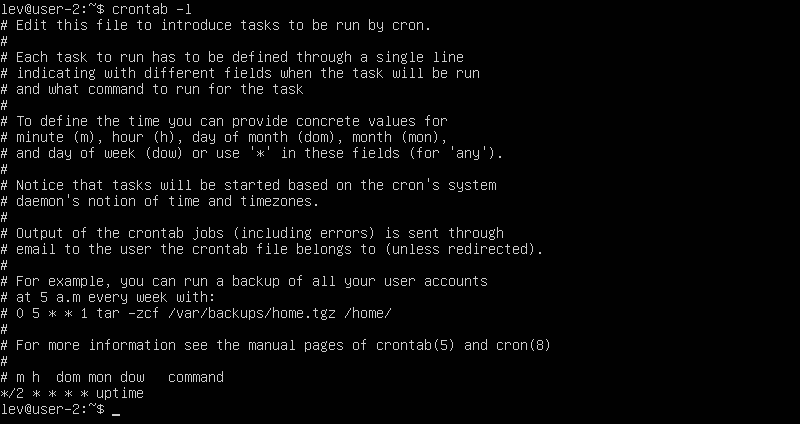 lev@user-2:~$ crontab -l
# Edit this file to introduce tasks to be run by cron.
#
# Each task to run has to be defined through a single line
# indicating with different fields when the task will be run
# and what command to run for the task
#
# To define the time you can provide concrete values for
# minute (m), hour (h), day of month (dom), month (mon),
# and day of week (dow) or use '*' in these fields (for 'any').
#
# Notice that tasks will be started based on the cron's system
# daemon's notion of time and timezones.
#
# Output of the crontab jobs (including errors) is sent through
# email to the user the crontab file belongs to (unless redirected).
#
# For example, you can run a backup of all your user accounts
# at 5 a.m every week with:
# 0 5 * * 1 tar -zcf /var/backups/home.tgz /home/
#
# For more information see the manual pages of crontab(5) and cron(8)
#
# m h  dom mon dow   command
*/2 * * * * uptime
lev@user-2:~$ _